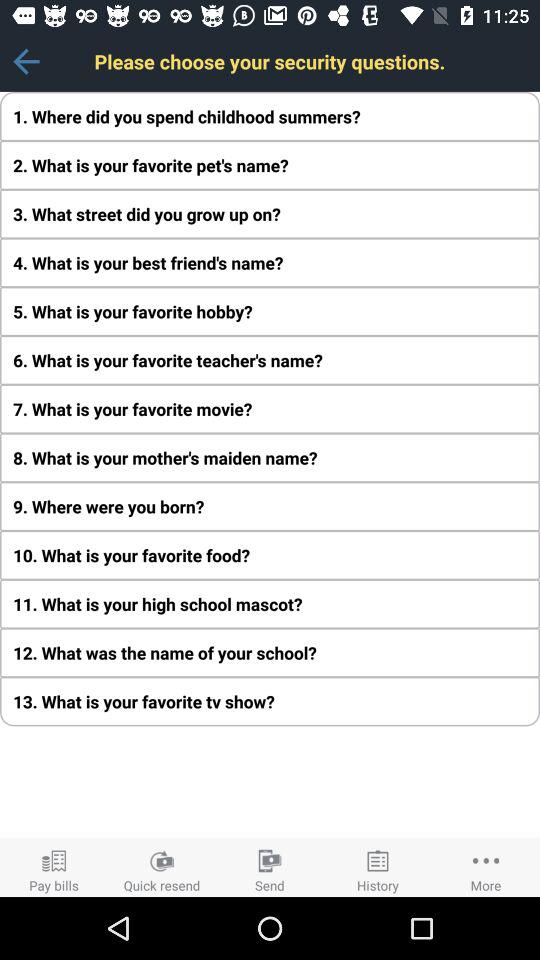 11:25
Please choose your security questions.
1. Where did you spend childhood summers?
2. What is your favorite pet's name?
3. What street did you grow up on?
4. What is your best friend's name?
5. What is your favorite hobby?
6. What is your favorite teacher's name?
7. What is your favorite movie?
8. What is your mother's maiden name?
9. Where were you born?
10. What is your favorite food?
11. What is your high school mascot?
12. What was the name of your school?
13. What is your favorite tv show?
Pay bills
Quick resend
Send
History
More